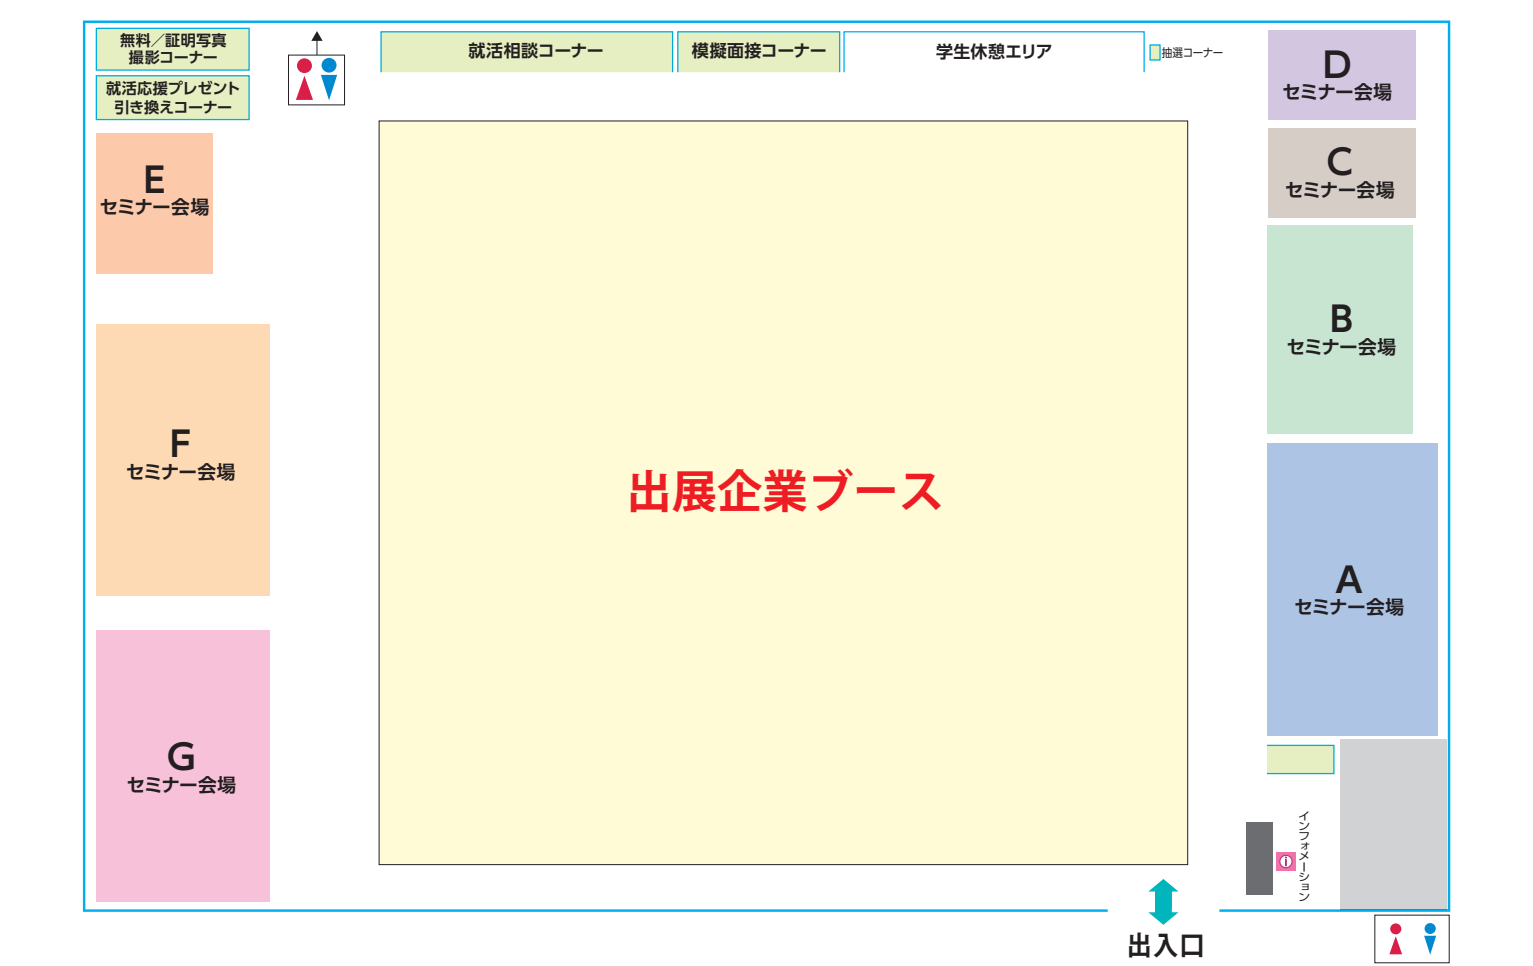 無料／証明写真
撮影コーナー
就活応援プレゼント
引き換えコーナー
就活相談コーナー
模擬面接コーナー
学生休憩エリア
抽選コーナー
D
セミナー会場
C
セミナー会場
E
セミナー会場
B
セミナー会場
F
セミナー会場
出展企業ブース
A
セミナー会場
G
セミナー会場
インフォメーション
i
出入口